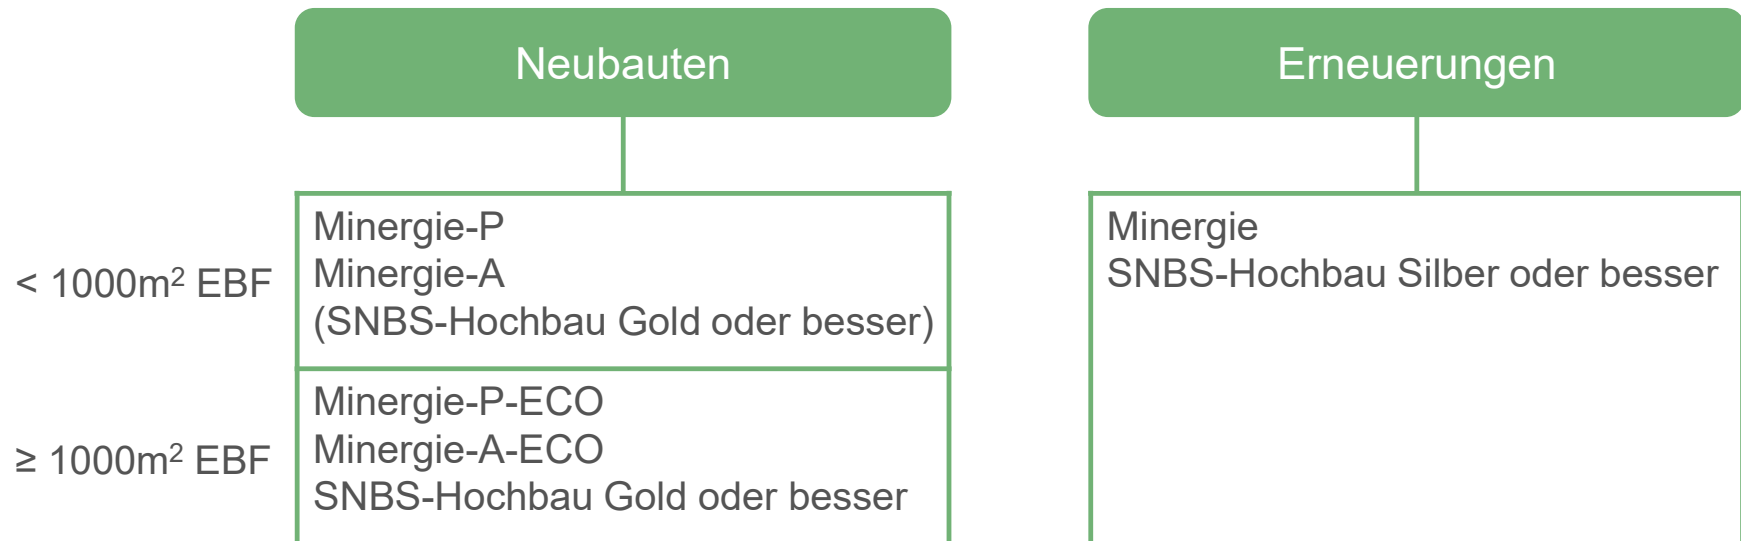 Neubauten
Erneuerungen
< 1000m² EBF
Minergie-P
Minergie-A
(SNBS-Hochbau Gold oder besser)
Minergie
SNBS-Hochbau Silber oder besser
≥ 1000m² EBF
Minergie-P-ECO
Minergie-A-ECO
SNBS-Hochbau Gold oder besser